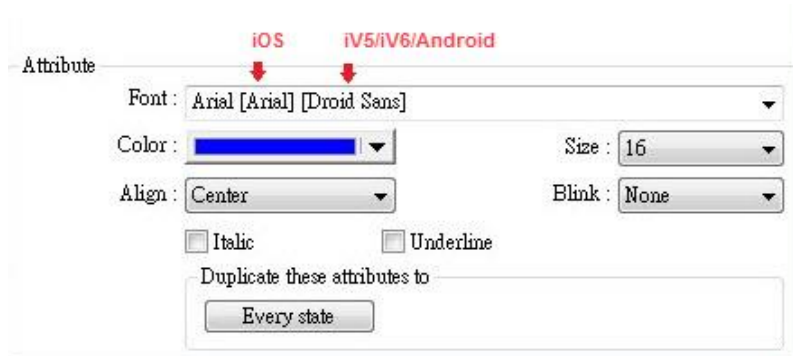 iOS iV5/iV6/Android
Attribute
Font : Arial [Arial] [Droid Sans]
Color : Size : 16
Align : Center Blink : None
Italic Underline
Duplicate these attributes to
Every state